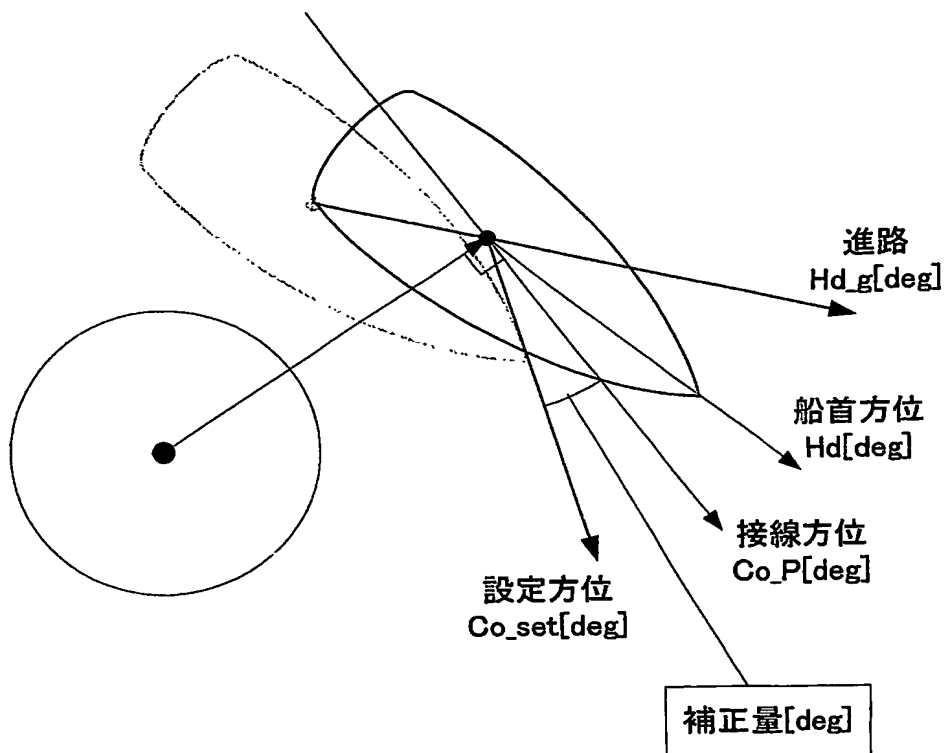 進路
Hd_g[deg]
船首方位
Hd[deg]
接線方位
Co_P[deg]
設定方位
Co_set[deg]
補正量[deg]